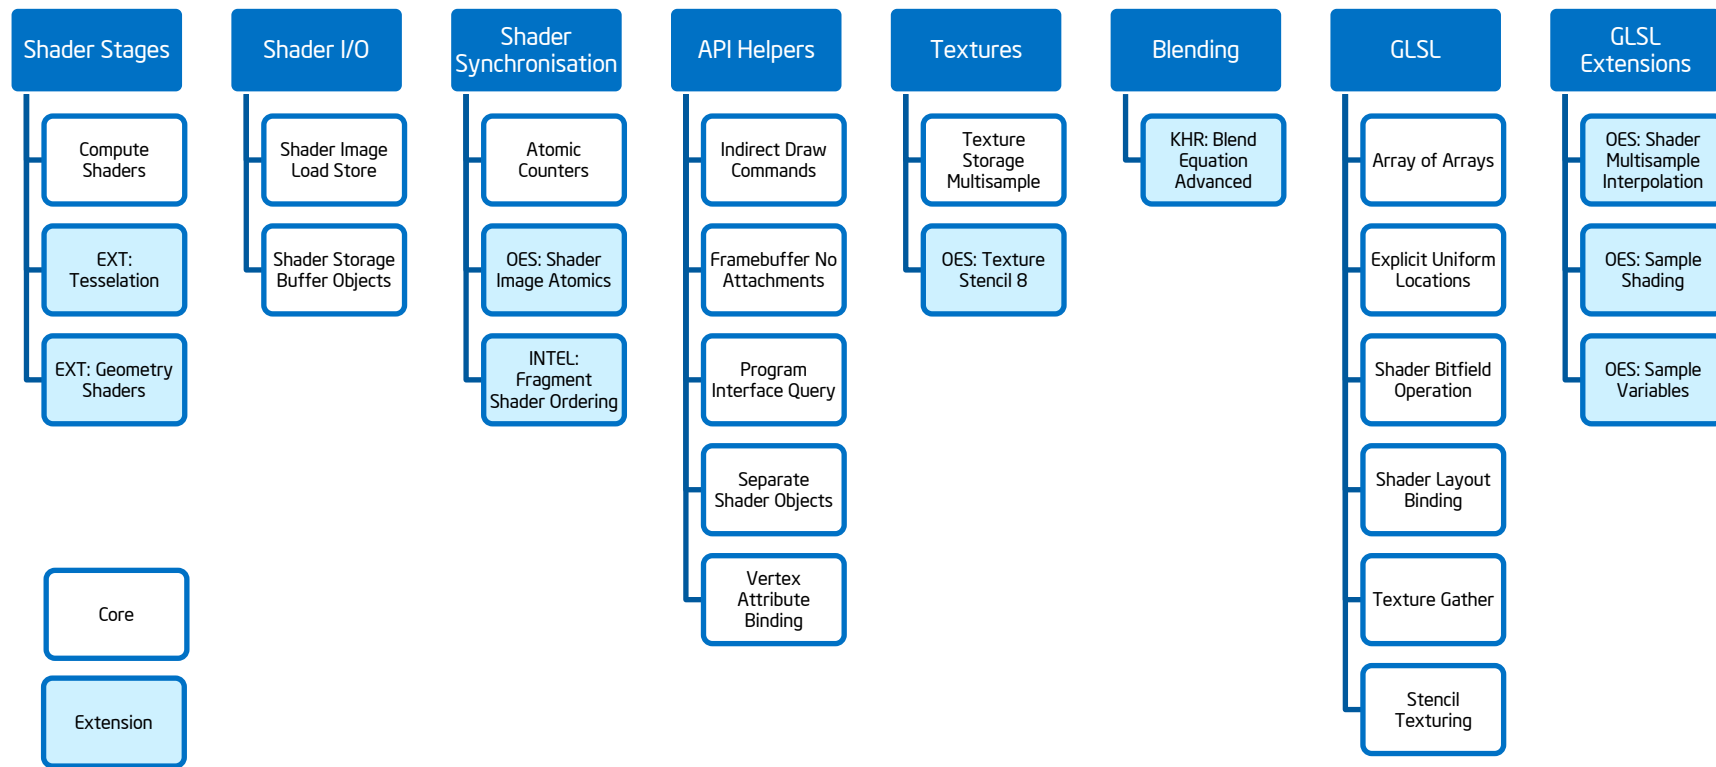 Shader Stages
Compute
Shaders
EXT:
Tesselation
EXT: Geometry
Shaders
Shader I/O
Shader Image
Load Store
Shader Storage
Buffer Objects
Shader
Synchronisation
Atomic
Counters
OES: Shader
Image Atomics
INTEL:
Fragment
Shader Ordering
API Helpers
Indirect Draw
Commands
Framebuffer No
Attachments
Program
Interface Query
Separate
Shader Objects
Vertex
Attribute
Binding
Textures
Texture
Storage
Multisample
OES: Texture
Stencil 8
Blending
KHR: Blend
Equation
Advanced
GLSL
Array of Arrays
Explicit Uniform
Locations
Shader Bitfield
Operation
Shader Layout
Binding
Texture Gather
Stencil
Texturing
GLSL
Extensions
OES: Shader
Multisample
Interpolation
OES: Sample
Shading
OES: Sample
Variables
Core
Extension